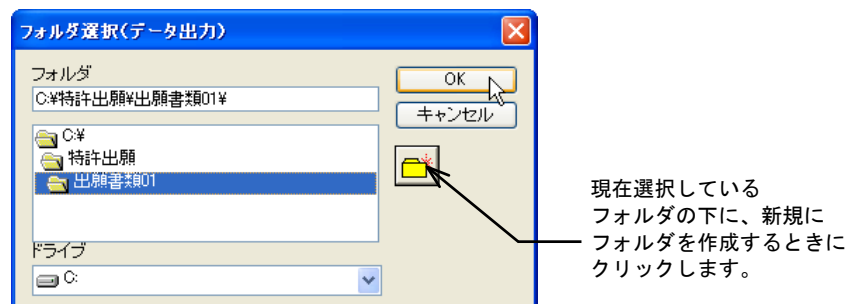 フォルダ選択(データ出力)
フォルダ
C:¥特許出願¥出願書類01¥
C:¥
特許出願
出願書類01
ドライブ
C:
OK
キャンセル
現在選択している
フォルダの下に、新規に
フォルダを作成するときに
クリックします。